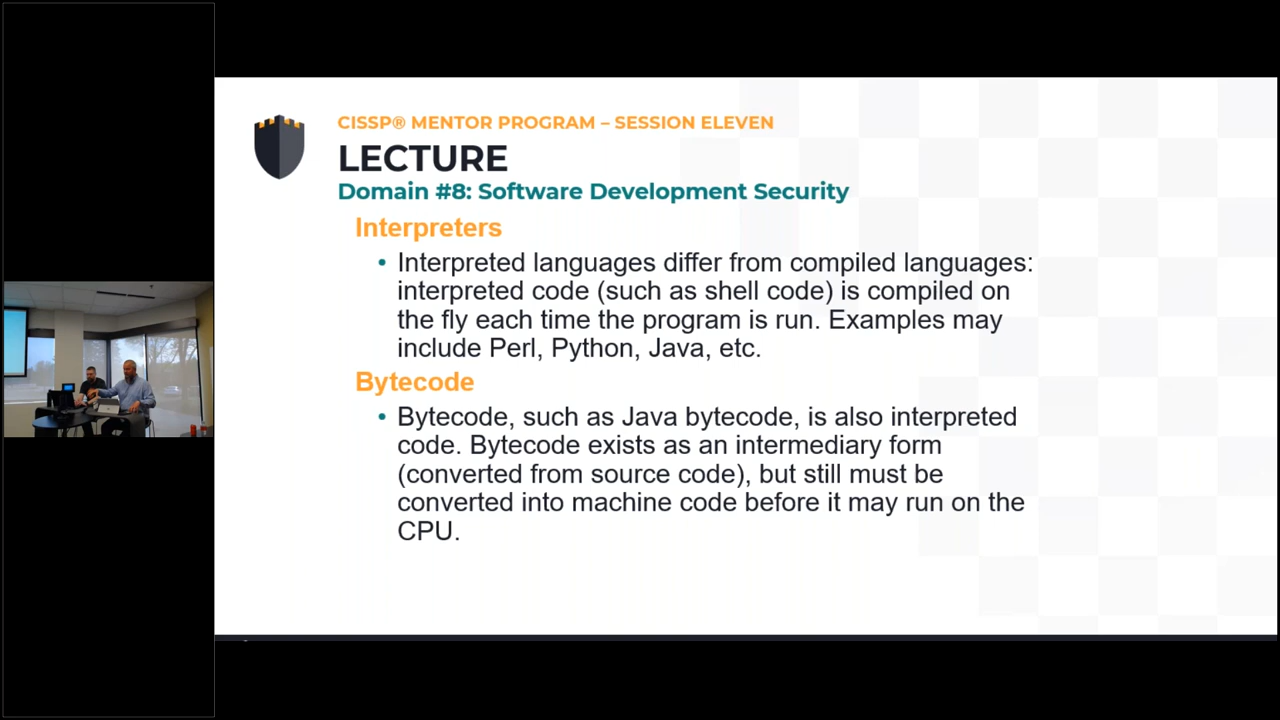 CISSP® MENTOR PROGRAM – SESSION ELEVEN
LECTURE
Domain #8: Software Development Security
Interpreters
• Interpreted languages differ from compiled languages:
interpreted code (such as shell code) is compiled on
the fly each time the program is run. Examples may
include Perl, Python, Java, etc.
Bytecode
• Bytecode, such as Java bytecode, is also interpreted
code. Bytecode exists as an intermediary form
(converted from source code), but still must be
converted into machine code before it may run on the
CPU.